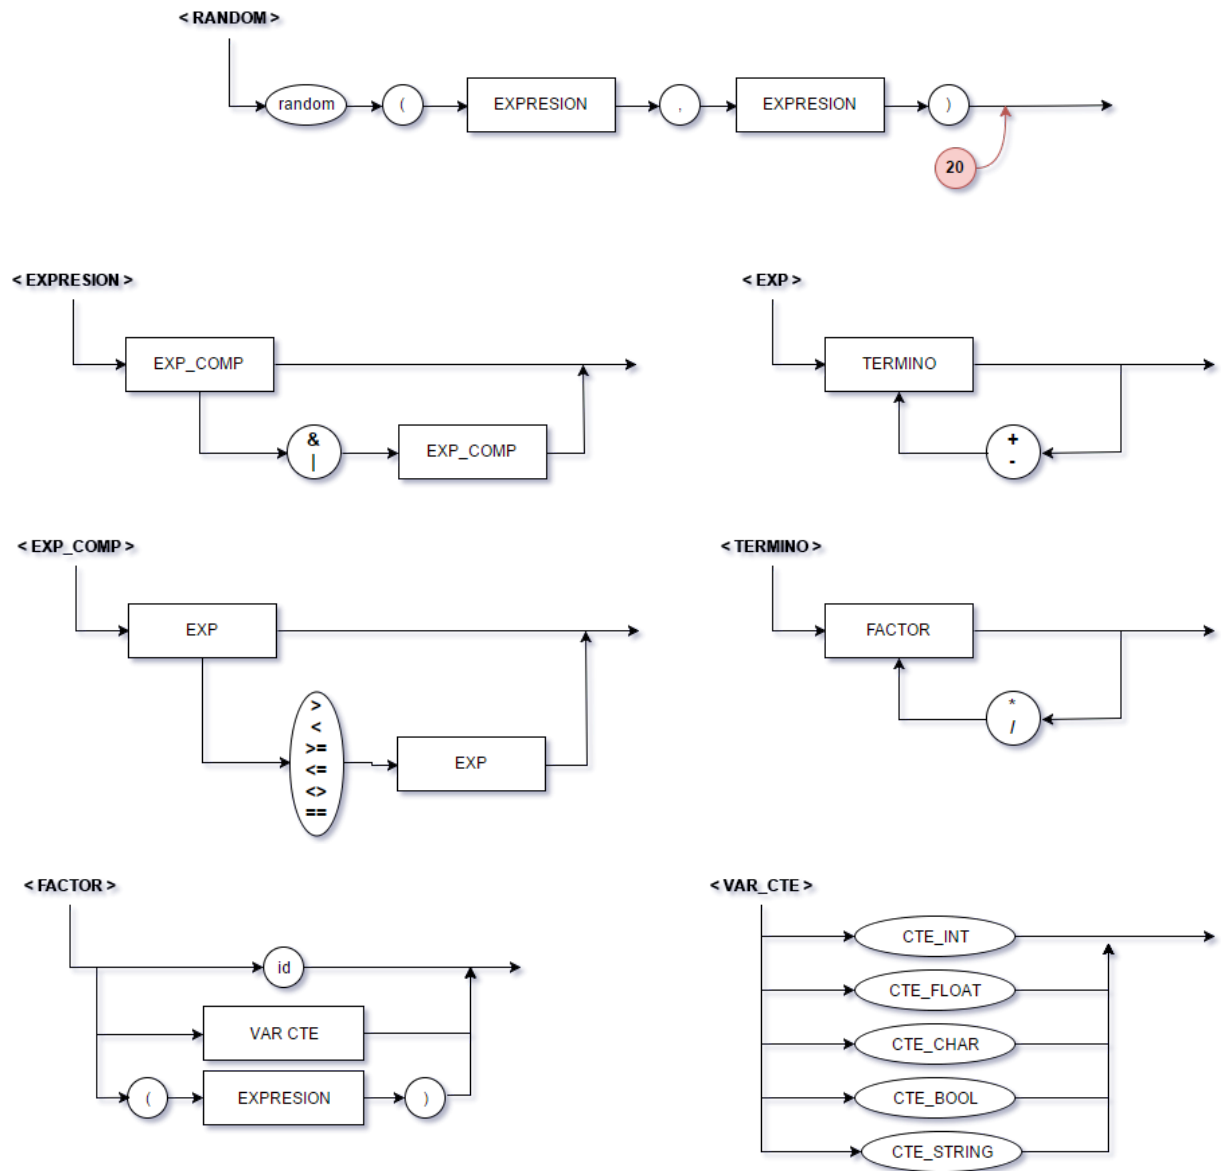 < RANDOM >
random ( EXPRESION , EXPRESION )
20
< EXPRESION >
EXP_COMP
&
|
EXP_COMP
< EXP >
TERMINO
+
-
< EXP_COMP >
EXP
>
<
>=
<=
<>
==
EXP
< TERMINO >
FACTOR
*
/
< FACTOR >
id
VAR CTE
( EXPRESION )
< VAR_CTE >
CTE_INT
CTE_FLOAT
CTE_CHAR
CTE_BOOL
CTE_STRING